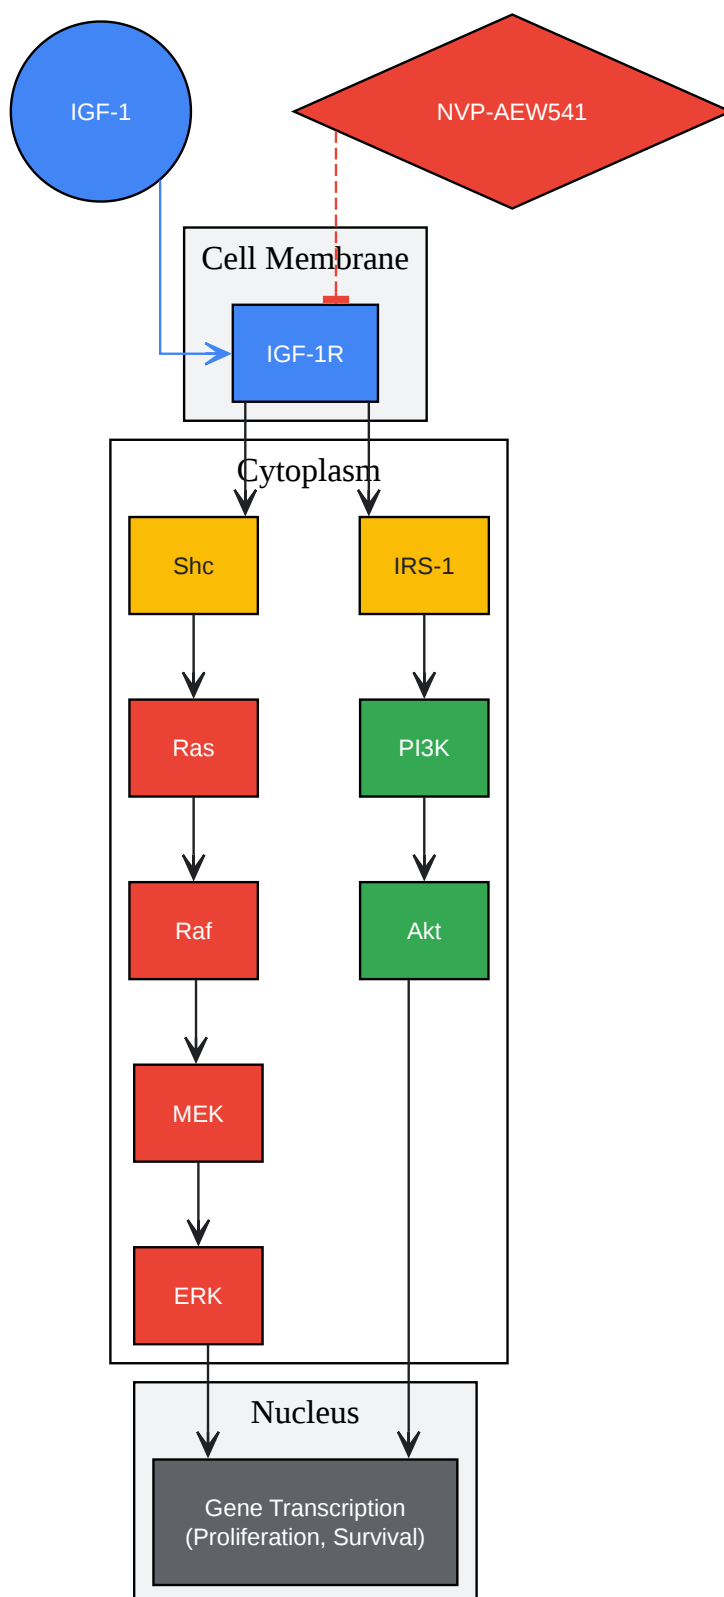 IGF-1
NVP-AEW541
Cell Membrane
IGF-1R
Cytoplasm
Shc
IRS-1
Ras
PI3K
Raf
Akt
MEK
ERK
Nucleus
Gene Transcription
(Proliferation, Survival)